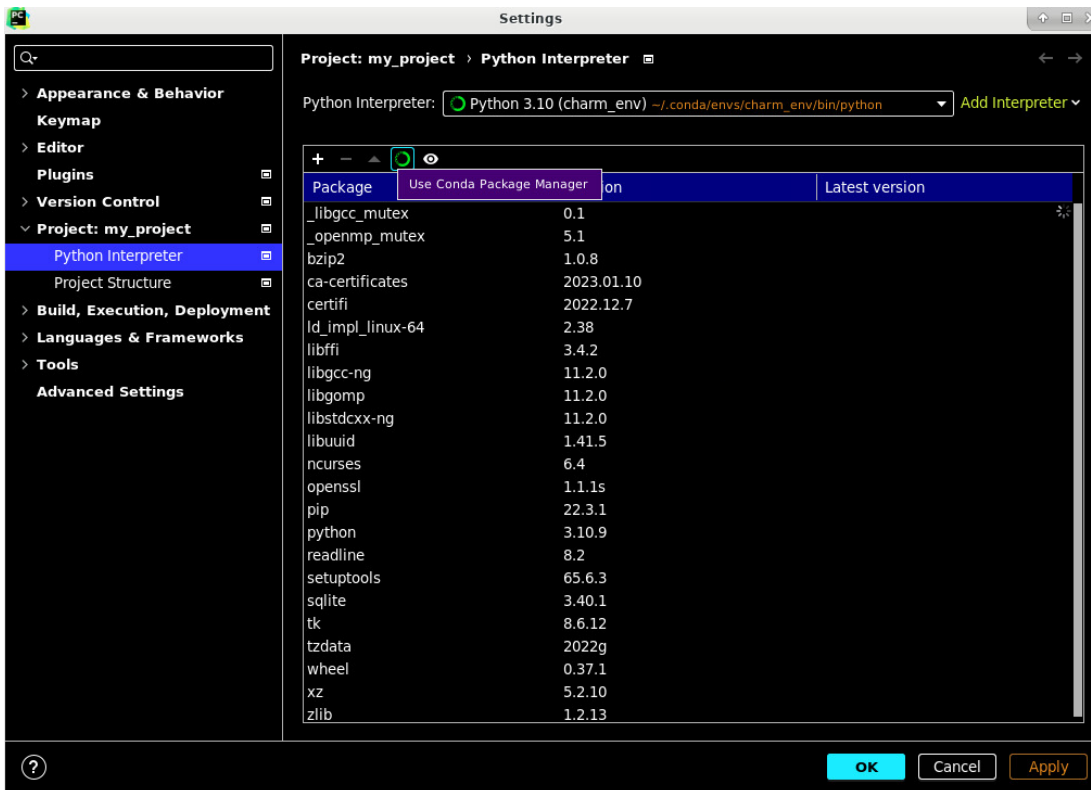 PC
Settings
Appearance & Behavior
Keymap
Editor
Plugins
Version Control
Project: my_project
Python Interpreter
Project Structure
Build, Execution, Deployment
Languages & Frameworks
Tools
Advanced Settings
Project: my_project › Python Interpreter
Python Interpreter: Python 3.10 (charm_env) ~/.conda/envs/charm_env/bin/python Add Interpreter
Use Conda Package Manager
Package ion Latest version
_libgcc_mutex 0.1
_openmp_mutex 5.1
bzip2 1.0.8
ca-certificates 2023.01.10
certifi 2022.12.7
ld_impl_linux-64 2.38
libffi 3.4.2
libgcc-ng 11.2.0
libgomp 11.2.0
libstdcxx-ng 11.2.0
libuuid 1.41.5
ncurses 6.4
openssl 1.1.1s
pip 22.3.1
python 3.10.9
readline 8.2
setuptools 65.6.3
sqlite 3.40.1
tk 8.6.12
tzdata 2022g
wheel 0.37.1
xz 5.2.10
zlib 1.2.13
? OK Cancel Apply